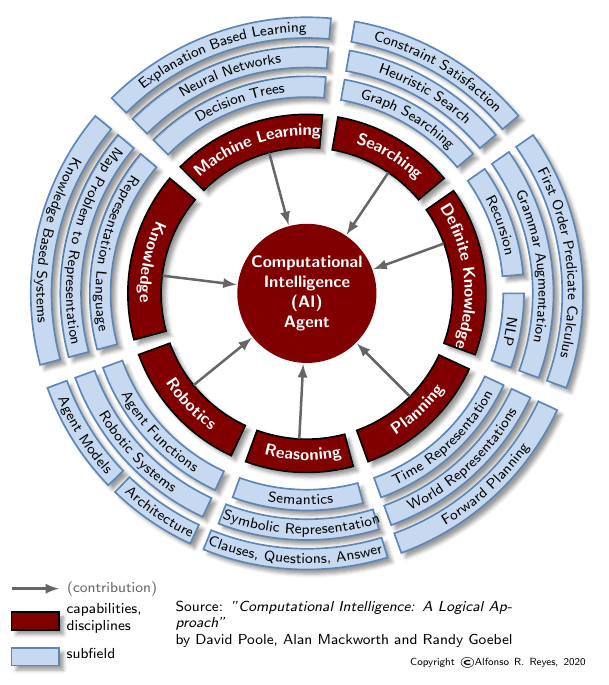 Explanation Based Learning
Neural Networks
Decision Trees
Machine Learning
Constraint Satisfaction
Heuristic Search
Graph Searching
Searching
First Order Predicate Calculus
Grammar Augmentation
Recursion
NLP
Definite Knowledge
Knowledge Based Systems
Map Problem to Representation
Representation Language
Knowledge
Computational
Intelligence
(AI)
Agent
Robotics
Agent Functions
Robotic Systems
Agent Models
Architecture
Reasoning
Semantics
Symbolic Representation
Clauses, Questions, Answer
Planning
Time Representation
World Representations
Forward Planning
(contribution)
capabilities,
disciplines
subfield
Source: "Computational Intelligence: A Logical Ap-
proach"
by David Poole, Alan Mackworth and Randy Goebel
Copyright ©Alfonso R. Reyes, 2020